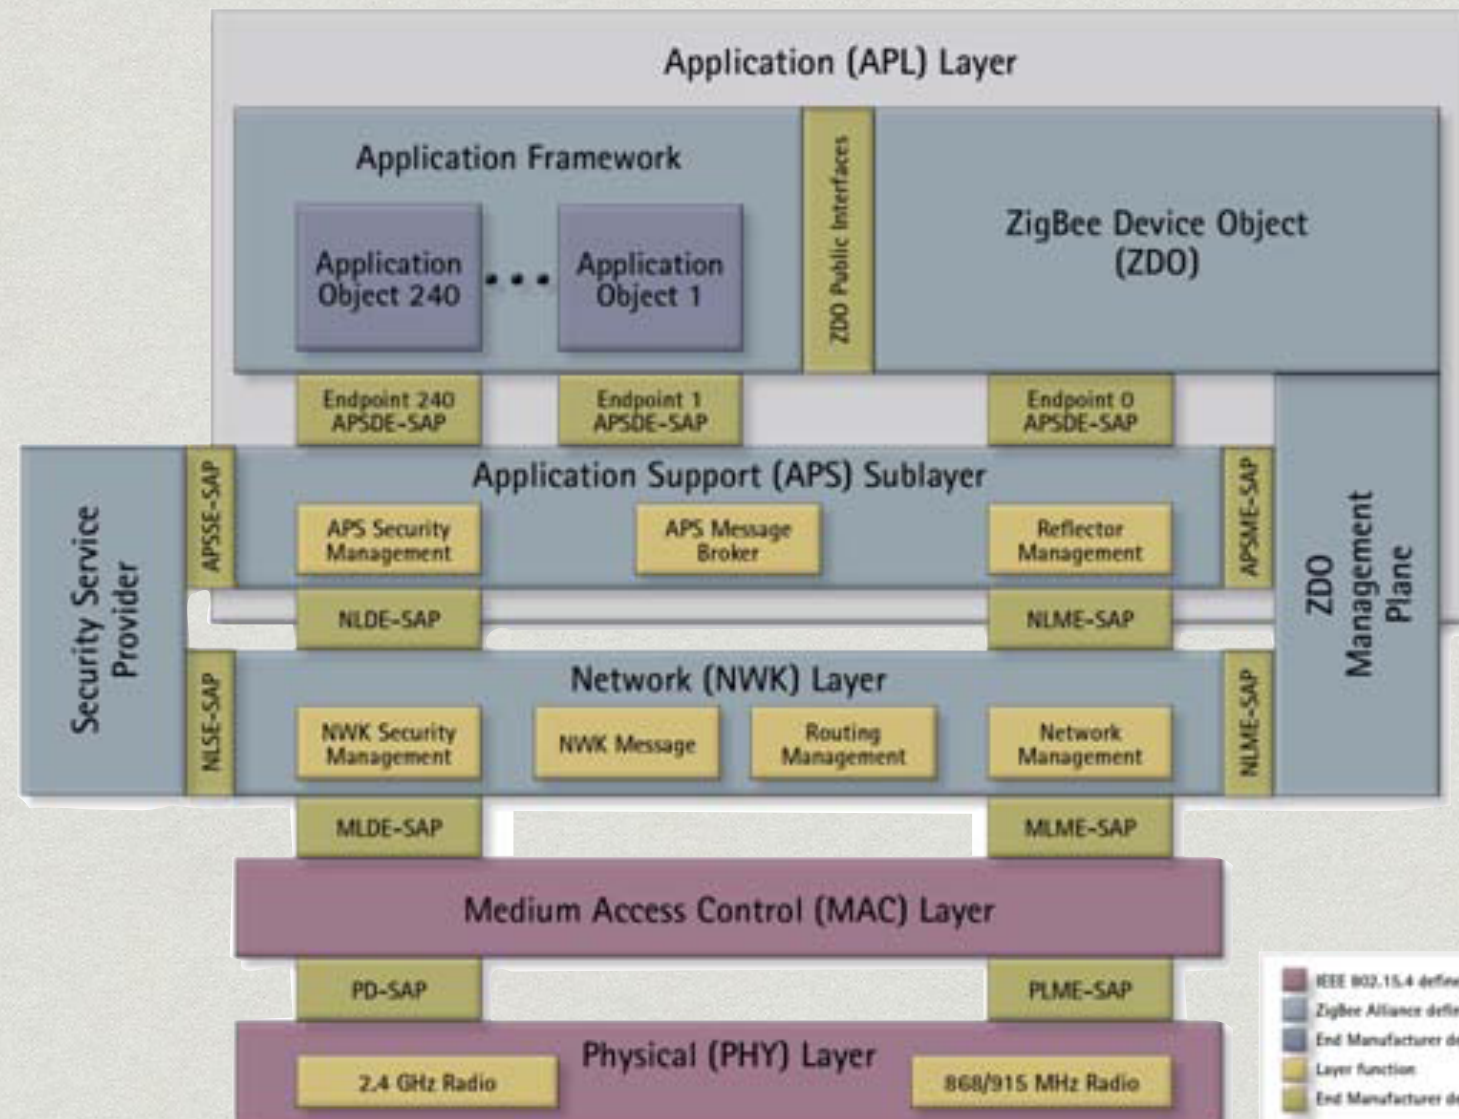 Application (APL) Layer
Application Framework
ZDO Public Interfaces
ZigBee Device Object
(ZDO)
Application
Object 240
Application
Object 1
Endpoint 240
APSDE-SAP
Endpoint 1
APSDE-SAP
Endpoint 0
APSDE-SAP
Security Service
Provider
APSSE-SAP
Application Support (APS) Sublayer
APS Security
Management
APS Message
Broker
Reflector
Management
APSME-SAP
ZDO
Management
Plane
NLDE-SAP
NLME-SAP
NLSE-SAP
Network (NWK) Layer
NWK Security
Management
NWK Message
Routing
Management
Network
Management
NLME-SAP
MLDE-SAP
MLME-SAP
Medium Access Control (MAC) Layer
PD-SAP
PLME-SAP
Physical (PHY) Layer
2.4 GHz Radio
868/915 MHz Radio
IEEE 802.15.4
ZigBee Alliance
End Manufacturer
Layer function
End Manufacturer